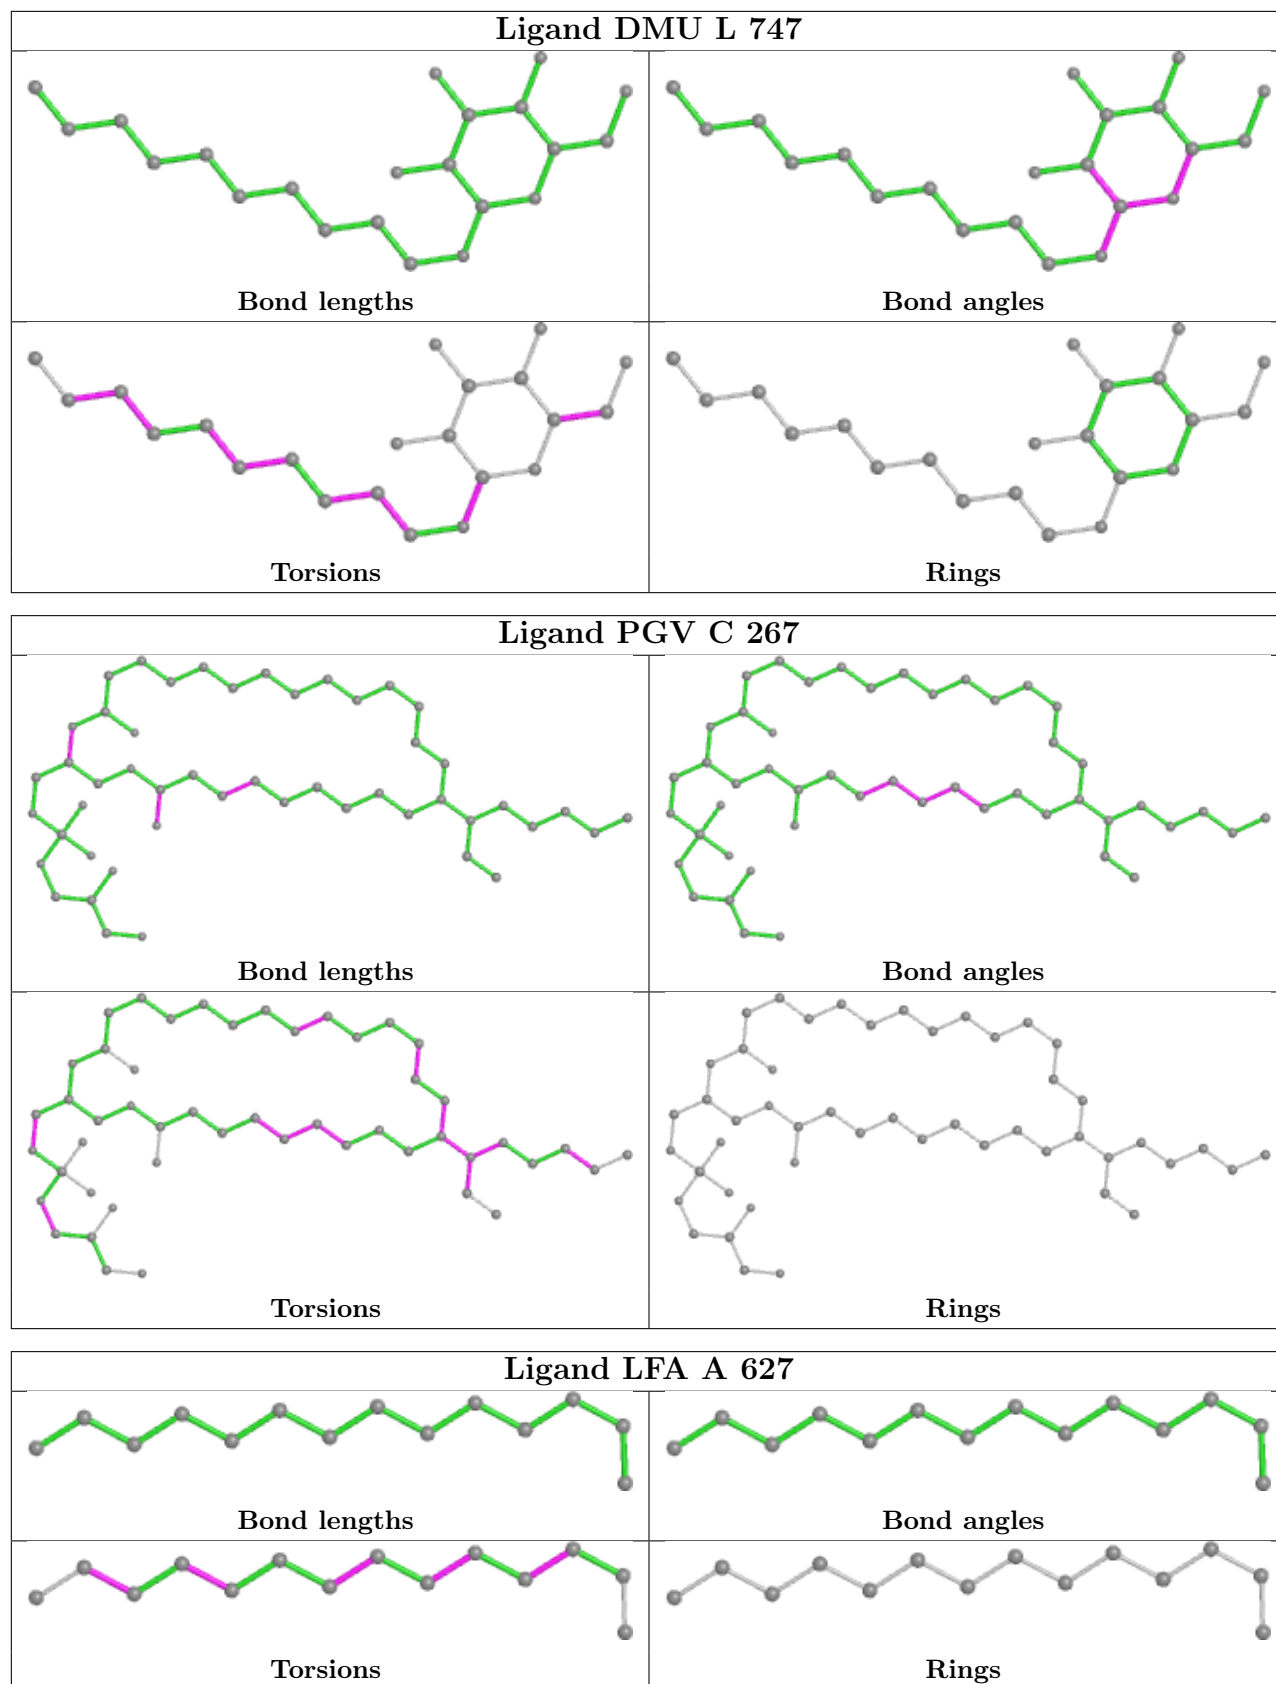 Ligand DMU L 747
Bond lengths
Bond angles
Torsions
Rings
Ligand PGV C 267
Bond lengths
Bond angles
Torsions
Rings
Ligand LFA A 627
Bond lengths
Bond angles
Torsions
Rings